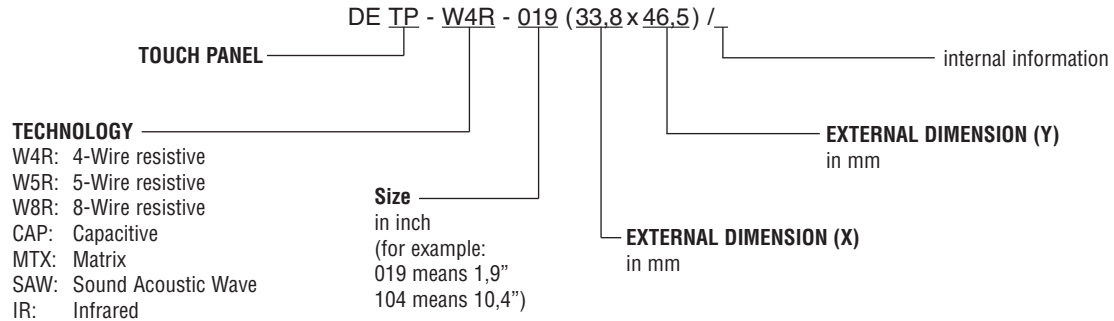 DE TP - W4R - 019 (33,8 x 46,5) /_
TOUCH PANEL
internal information
TECHNOLOGY
W4R: 4-Wire resistive
W5R: 5-Wire resistive
W8R: 8-Wire resistive
CAP: Capacitive
MTX: Matrix
SAW: Sound Acoustic Wave
IR: Infrared
Size
in inch
(for example:
019 means 1,9”
104 means 10,4”)
EXTERNAL DIMENSION (X)
in mm
EXTERNAL DIMENSION (Y)
in mm